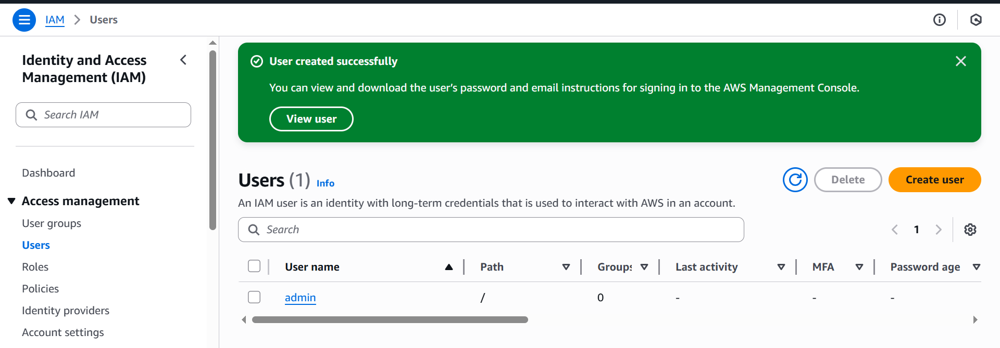 IAM > Users
Identity and Access
Management (IAM)
Search IAM
Dashboard
Access management
User groups
Users
Roles
Policies
Identity providers
Account settings
User created successfully
You can view and download the user’s password and email instructions for signing in to the AWS Management Console.
View user
Users (1) Info
Delete
Create user
An IAM user is an identity with long-term credentials that is used to interact with AWS in an account.
Search
1
User name Path Groups Last activity MFA Password age
admin / 0 - - -